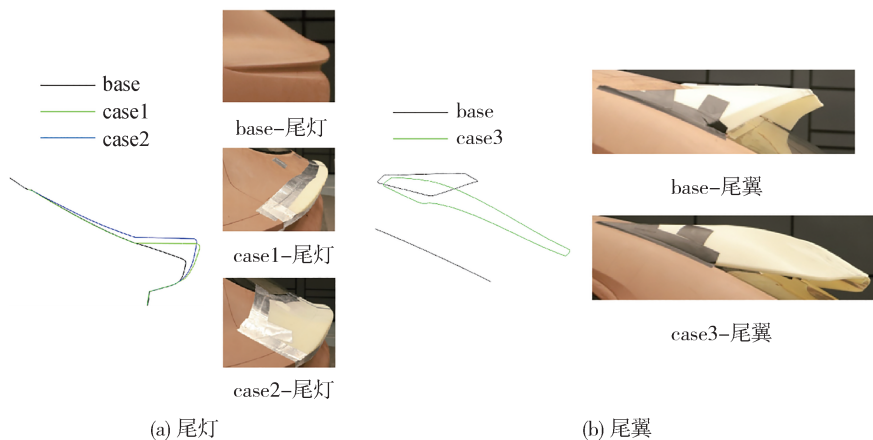 base
case1
case2
base-尾灯
case1-尾灯
case2-尾灯
(a) 尾灯
base
case3
base-尾翼
case3-尾翼
(b) 尾翼